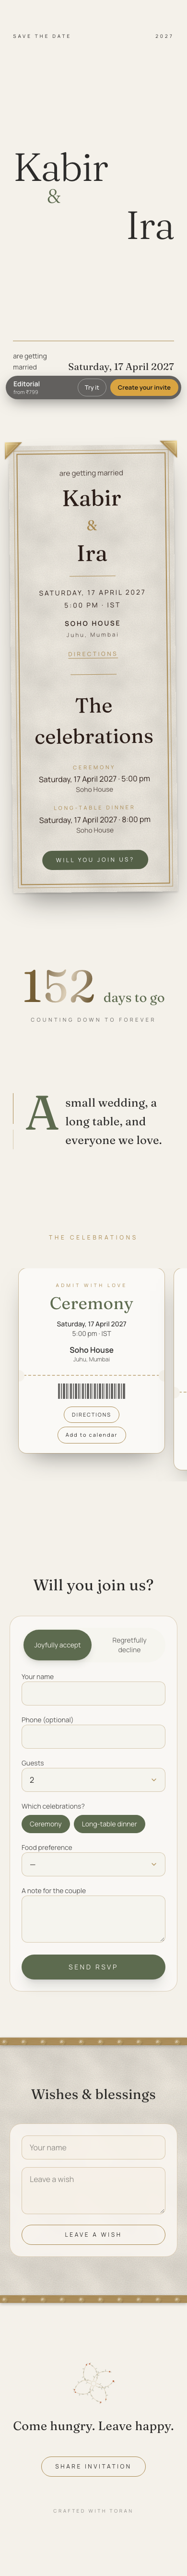 SAVE THE DATE
2027
Kabir
&
Ira
are getting
married
Saturday, 17 April 2027
Editorial
from ₹799
Try it
Create your invite
are getting married
Kabir
&
Ira
SATURDAY, 17 APRIL 2027
5:00 PM · IST
SOHO HOUSE
Juhu, Mumbai
DIRECTIONS
The
celebrations
CEREMONY
Saturday, 17 April 2027 · 5:00 pm
Soho House
LONG-TABLE DINNER
Saturday, 17 April 2027 · 8:00 pm
Soho House
WILL YOU JOIN US?
152 days to go
COUNTING DOWN TO FOREVER
A small wedding, a
long table, and
everyone we love.
THE CELEBRATIONS
ADMIT WITH LOVE
Ceremony
Saturday, 17 April 2027
5:00 pm · IST
Soho House
Juhu, Mumbai
DIRECTIONS
Add to calendar
Will you join us?
Joyfully accept
Regretfully
decline
Your name
Phone (optional)
Guests
2
Which celebrations?
Ceremony
Long-table dinner
Food preference
—
A note for the couple
SEND RSVP
Wishes & blessings
Your name
Leave a wish
LEAVE A WISH
Come hungry. Leave happy.
SHARE INVITATION
CRAFTED WITH TORAN